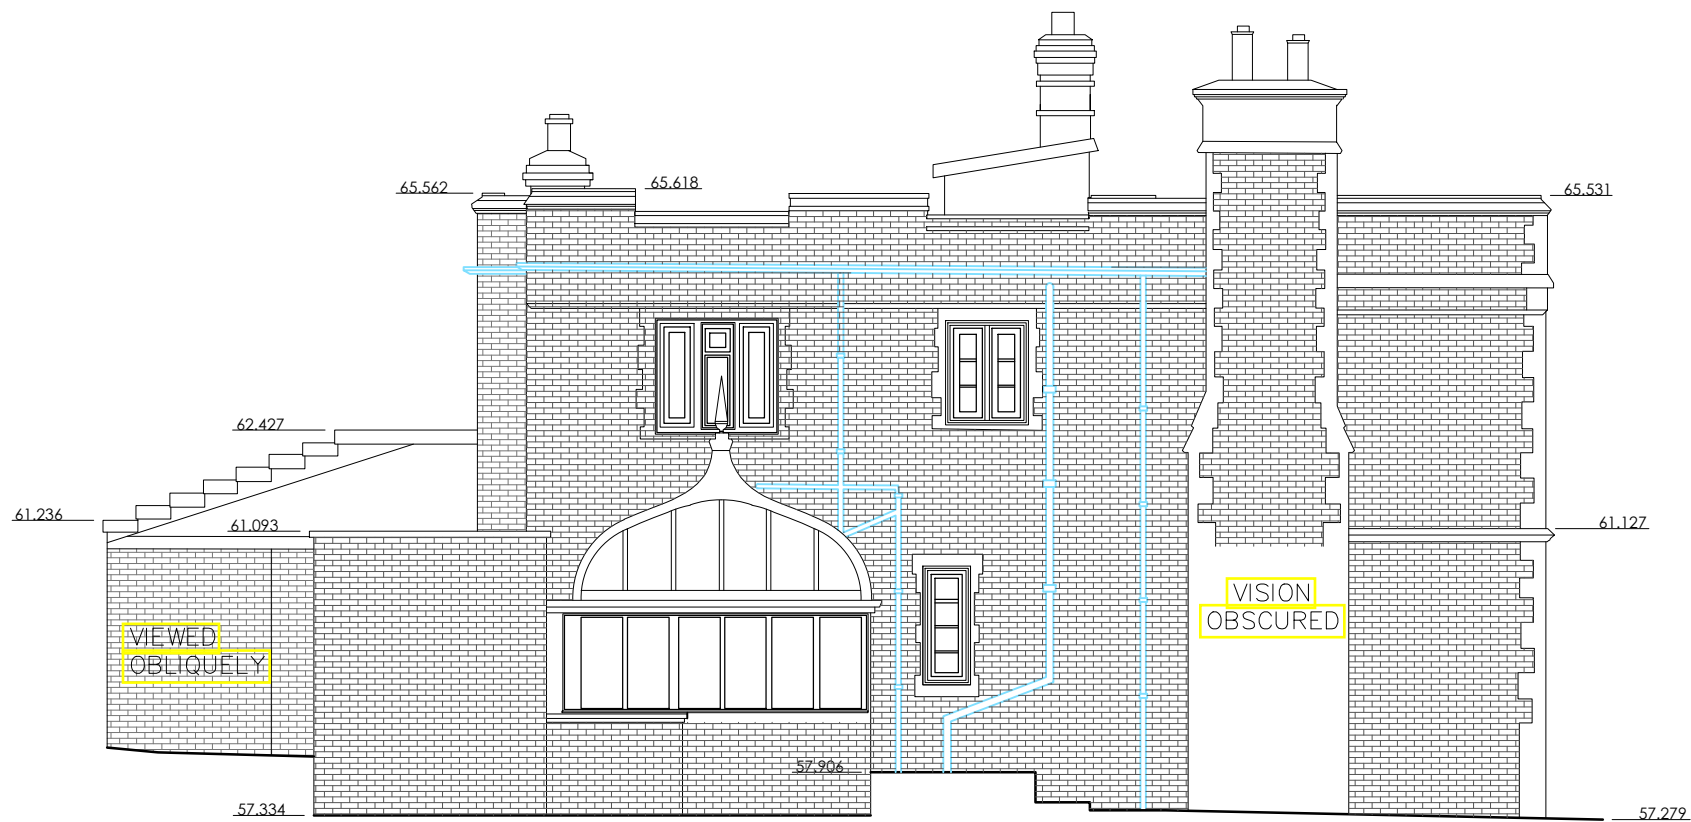 65.562
65.618
65.531
62.427
61.236
61.093
61.127
VISION
OBSCURED
VIEWED
OBLIQUELY
57.906
57.334
57.279